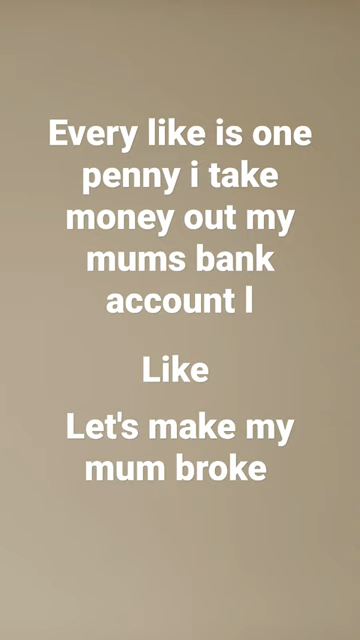 Every like is one
penny i take
money out my
mums bank
account l
Like
Let's make my
mum broke